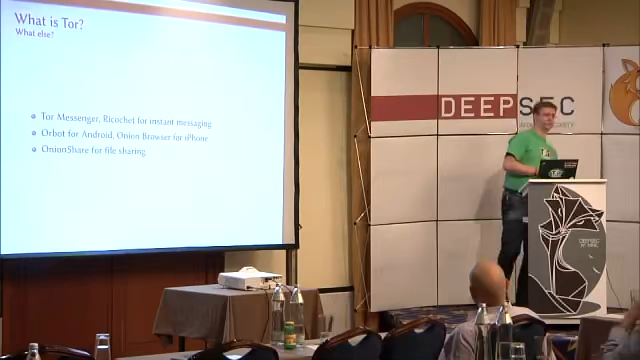 What is Tor?
What else?
Tor Messenger, Ricochet for instant messaging
Orbot for Android, Onion Browser for iPhone
OnionShare for file sharing
DEEPSEC